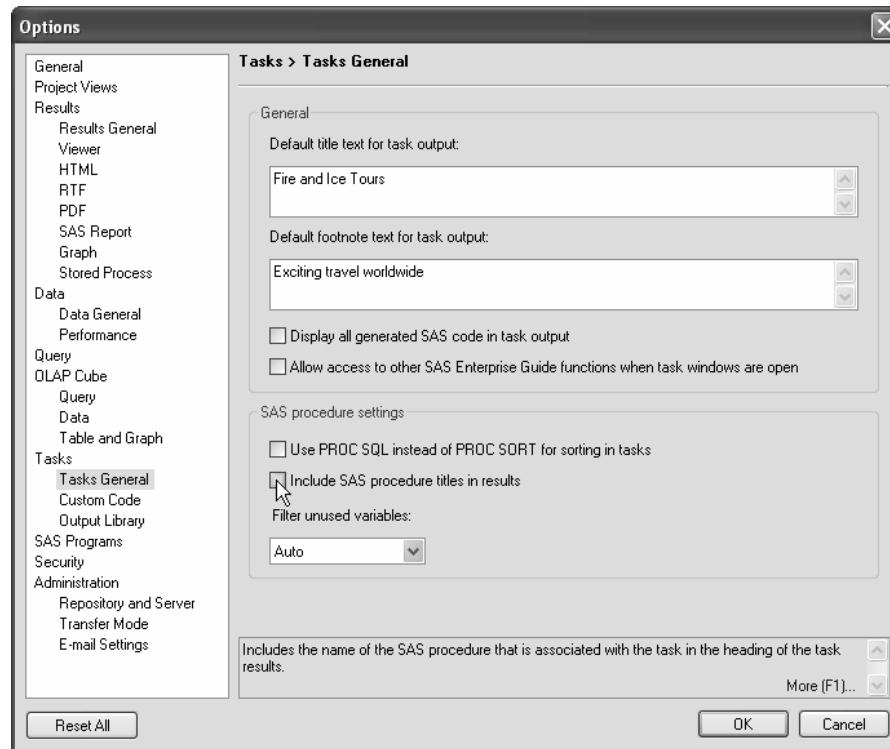 Options
General
Project Views
Results
Results General
Viewer
HTML
RTF
PDF
SAS Report
Graph
Stored Process
Data
Data General
Performance
Query
OLAP Cube
Query
Data
Table and Graph
Tasks
Tasks General
Custom Code
Output Library
SAS Programs
Security
Administration
Repository and Server
Transfer Mode
E-mail Settings
Tasks > Tasks General
General
Default title text for task output:
Fire and Ice Tours
Default footnote text for task output:
Exciting travel worldwide
Display all generated SAS code in task output
Allow access to other SAS Enterprise Guide functions when task windows are open
SAS procedure settings
Use PROC SQL instead of PROC SORT for sorting in tasks
Include SAS procedure titles in results
Filter unused variables:
Auto
Includes the name of the SAS procedure that is associated with the task in the heading of the task
results.
More (F1)...
Reset All
OK
Cancel